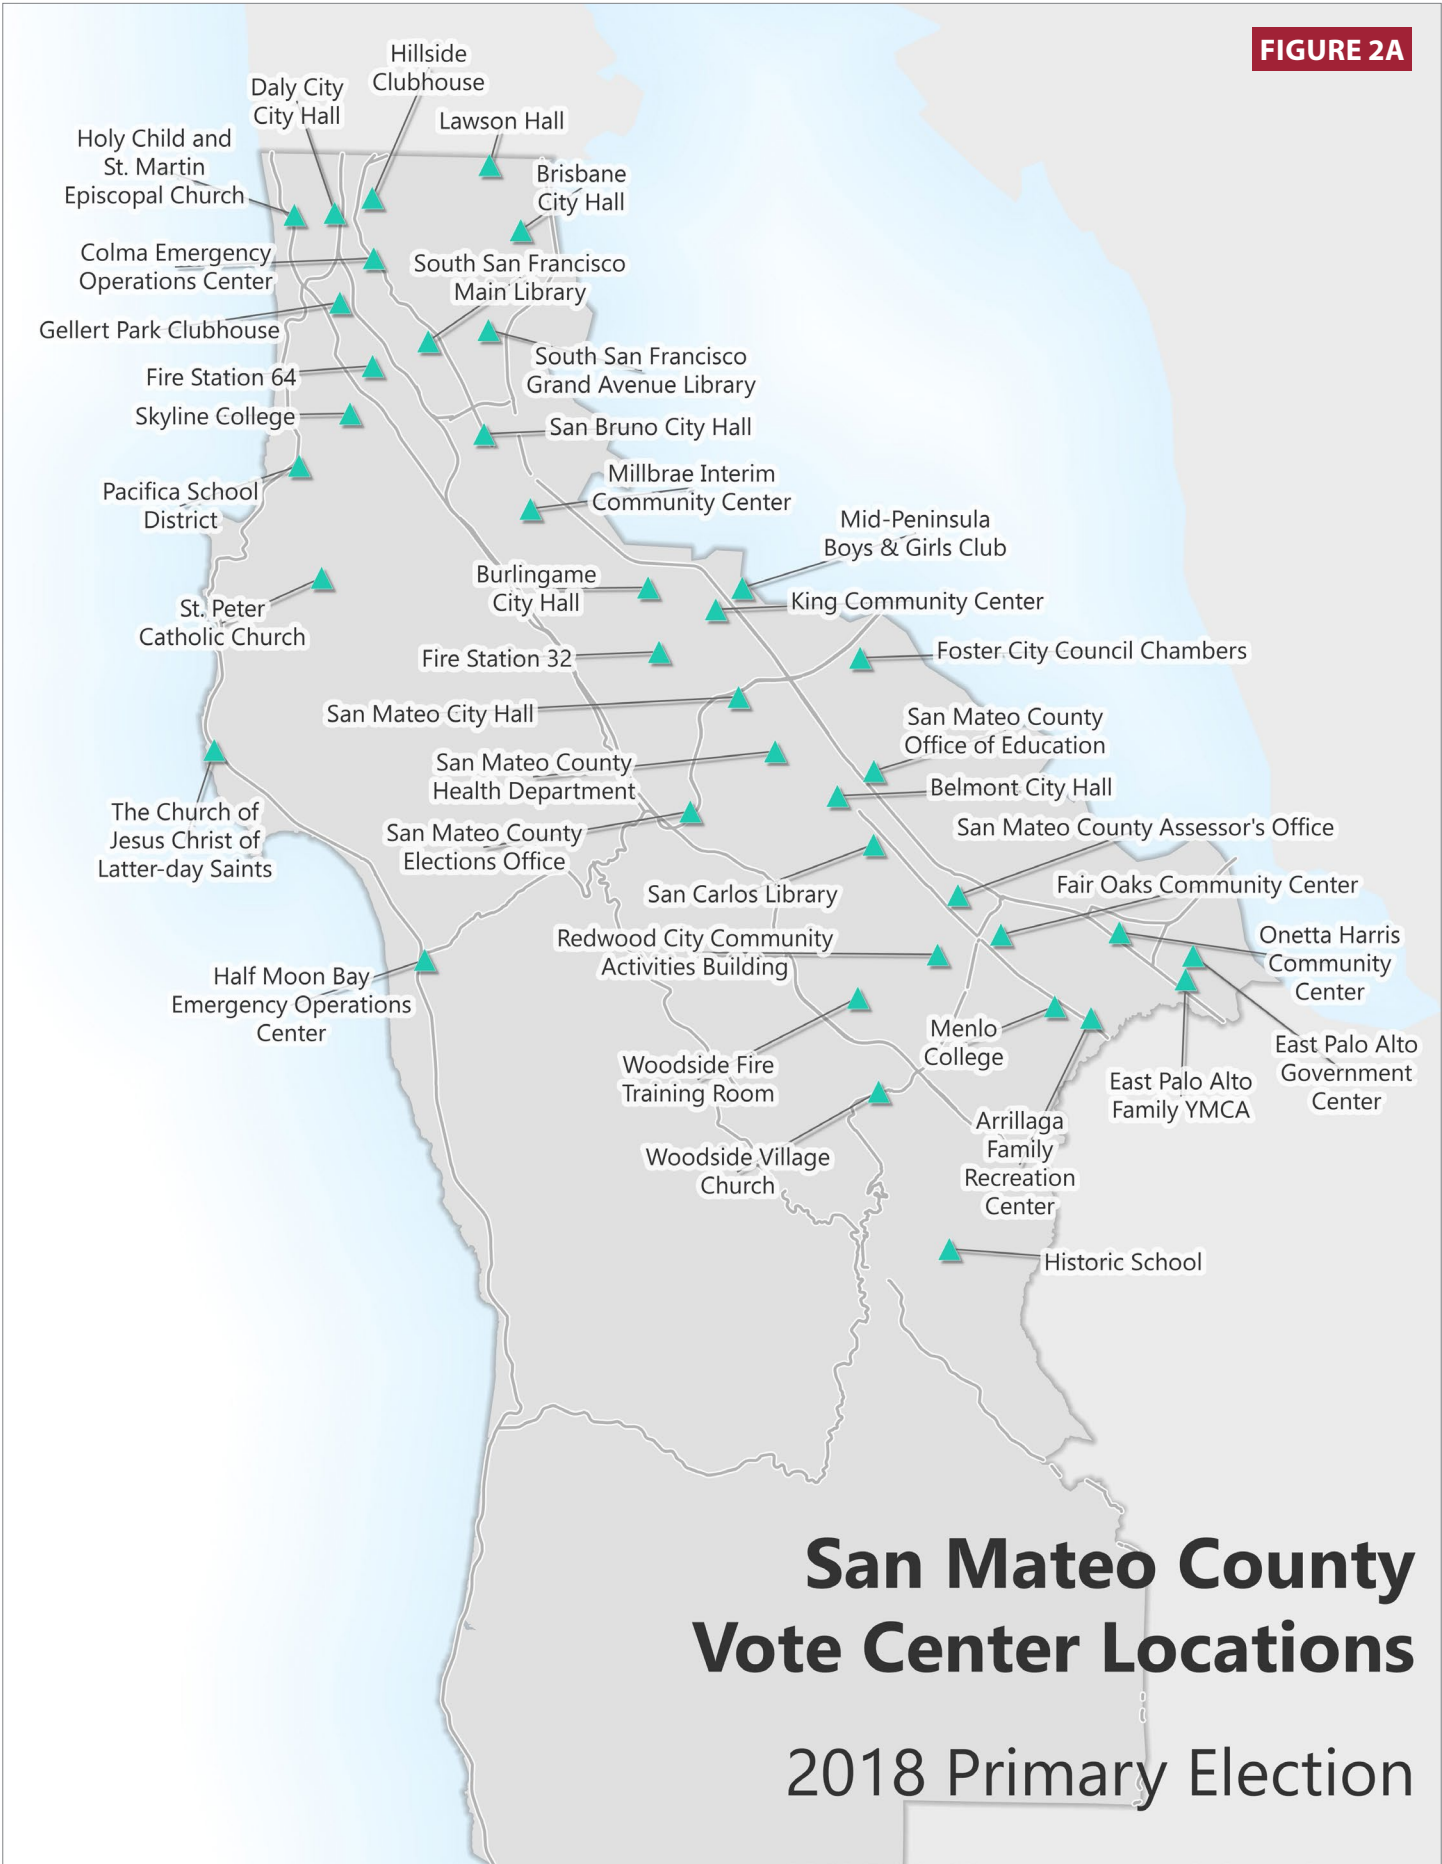 FIGURE 2A
Hillside
Clubhouse
Daly City
City Hall
Lawson Hall
Holy Child and
St. Martin
Episcopal Church
Brisbane
City Hall
Colma Emergency
Operations Center
South San Francisco
Main Library
Gellert Park Clubhouse
South San Francisco
Grand Avenue Library
Fire Station 64
Skyline College
San Bruno City Hall
Millbrae Interim
Community Center
Pacifica School
District
Mid-Peninsula
Boys & Girls Club
Burlingame
City Hall
King Community Center
St. Peter
Catholic Church
Fire Station 32
Foster City Council Chambers
San Mateo City Hall
San Mateo County
Office of Education
San Mateo County
Health Department
Belmont City Hall
The Church of
Jesus Christ of
Latter-day Saints
San Mateo County
Elections Office
San Mateo County Assessor's Office
San Carlos Library
Fair Oaks Community Center
Redwood City Community
Activities Building
Onetta Harris
Community
Center
Half Moon Bay
Emergency Operations
Center
Menlo
College
Woodside Fire
Training Room
East Palo Alto
Government
Center
East Palo Alto
Family YMCA
Arrillaga
Family
Recreation
Center
Woodside Village
Church
Historic School
San Mateo County
Vote Center Locations
2018 Primary Election